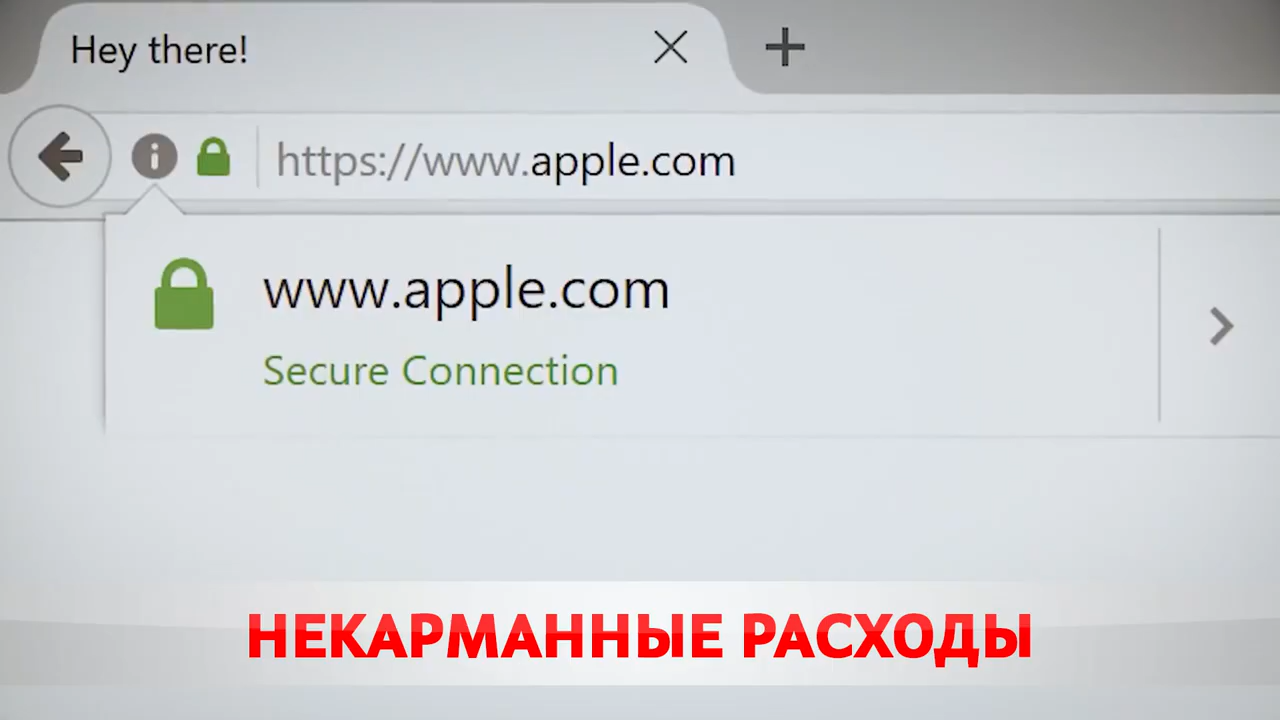 Hey there!
https://www.apple.com
www.apple.com
Secure Connection
НЕКАРМАННЫЕ РАСХОДЫ